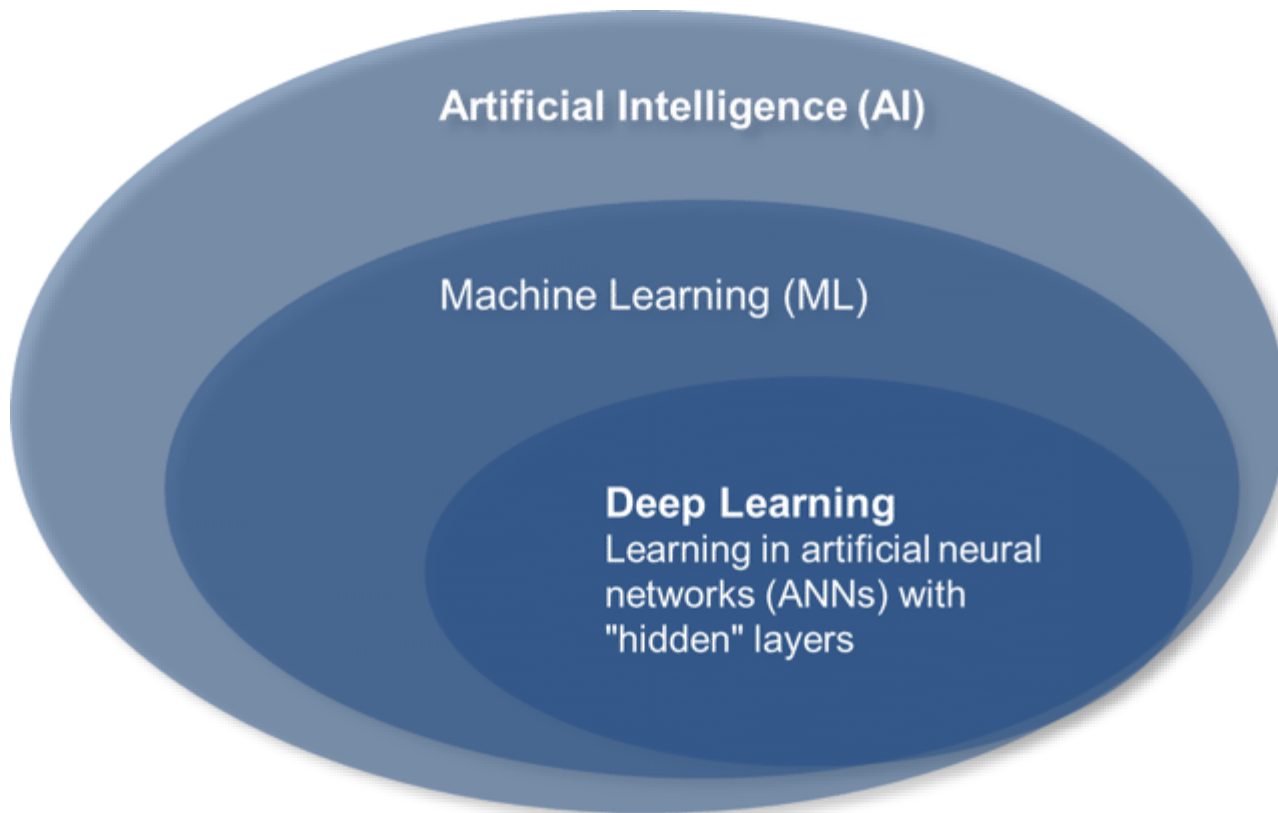 Artificial Intelligence (AI)
Machine Learning (ML)
Deep Learning
Learning in artificial neural
networks (ANNs) with
"hidden" layers